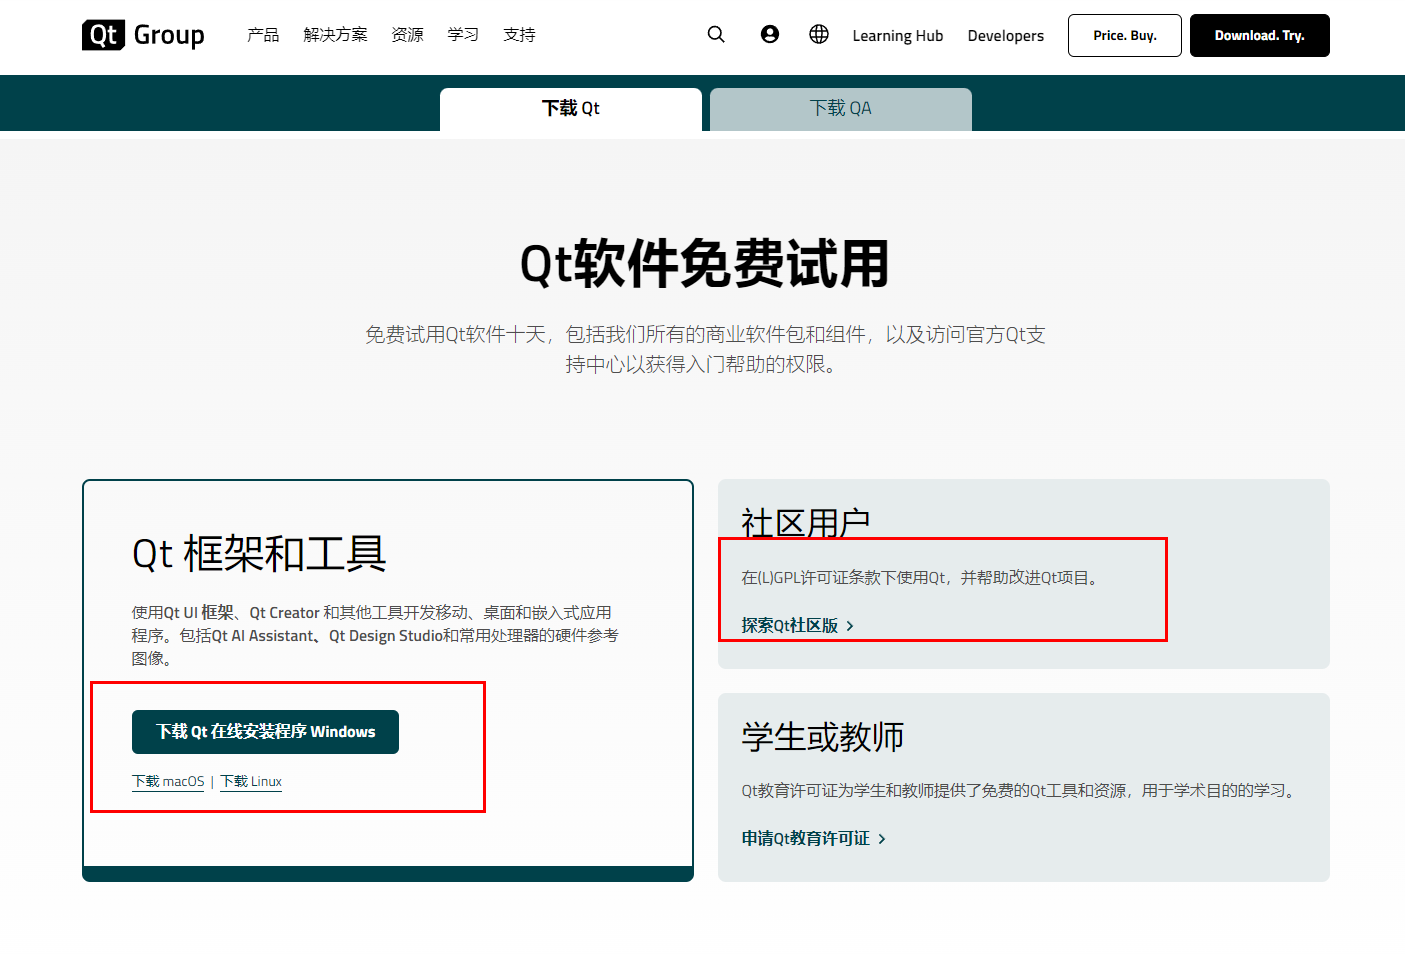 Qt Group 产品 解决方案 资源 学习 支持 Learning Hub Developers Price. Buy. Download. Try.
下载 Qt 下载 QA
Qt软件免费试用
免费试用Qt软件十天，包括我们所有的商业软件包和组件，以及访问官方Qt支
持中心以获得入门帮助的权限。
Qt 框架和工具
使用Qt UI 框架、Qt Creator 和其他工具开发移动、桌面和嵌入式应用
程序。包括Qt AI Assistant、Qt Design Studio和常用处理器的硬件参考
图像。
下载 Qt 在线安装程序 Windows
下载 macOS | 下载 Linux
社区用户
在(L)GPL许可证条款下使用Qt，并帮助改进Qt项目。
探索Qt社区版 >
学生或教师
Qt教育许可证为学生和教师提供了免费的Qt工具和资源，用于学术目的的学习。
申请Qt教育许可证 >